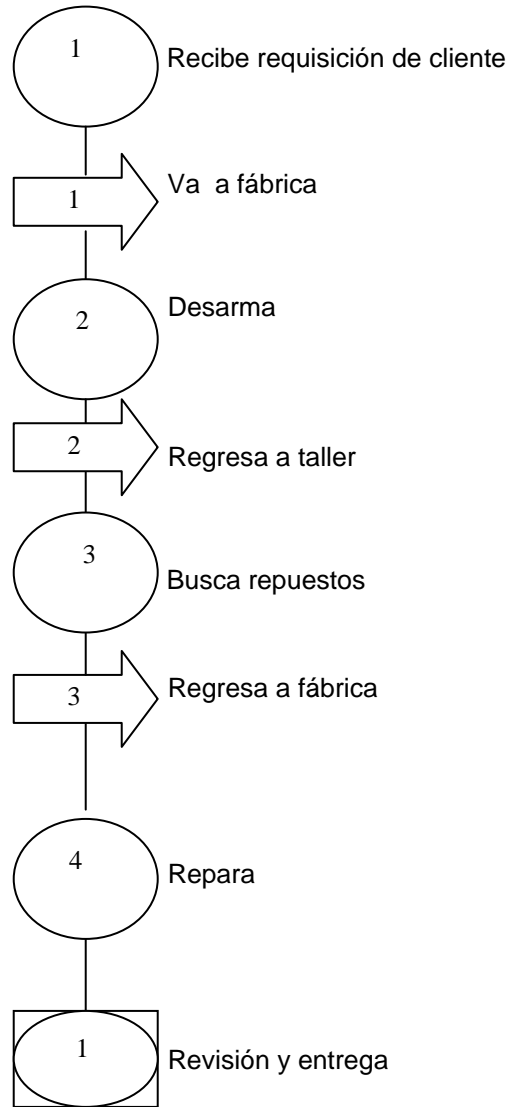 1
Recibe requisición de cliente
1
Va a fábrica
2
Desarma
2
Regresa a taller
3
Busca repuestos
3
Regresa a fábrica
4
Repara
1
Revisión y entrega